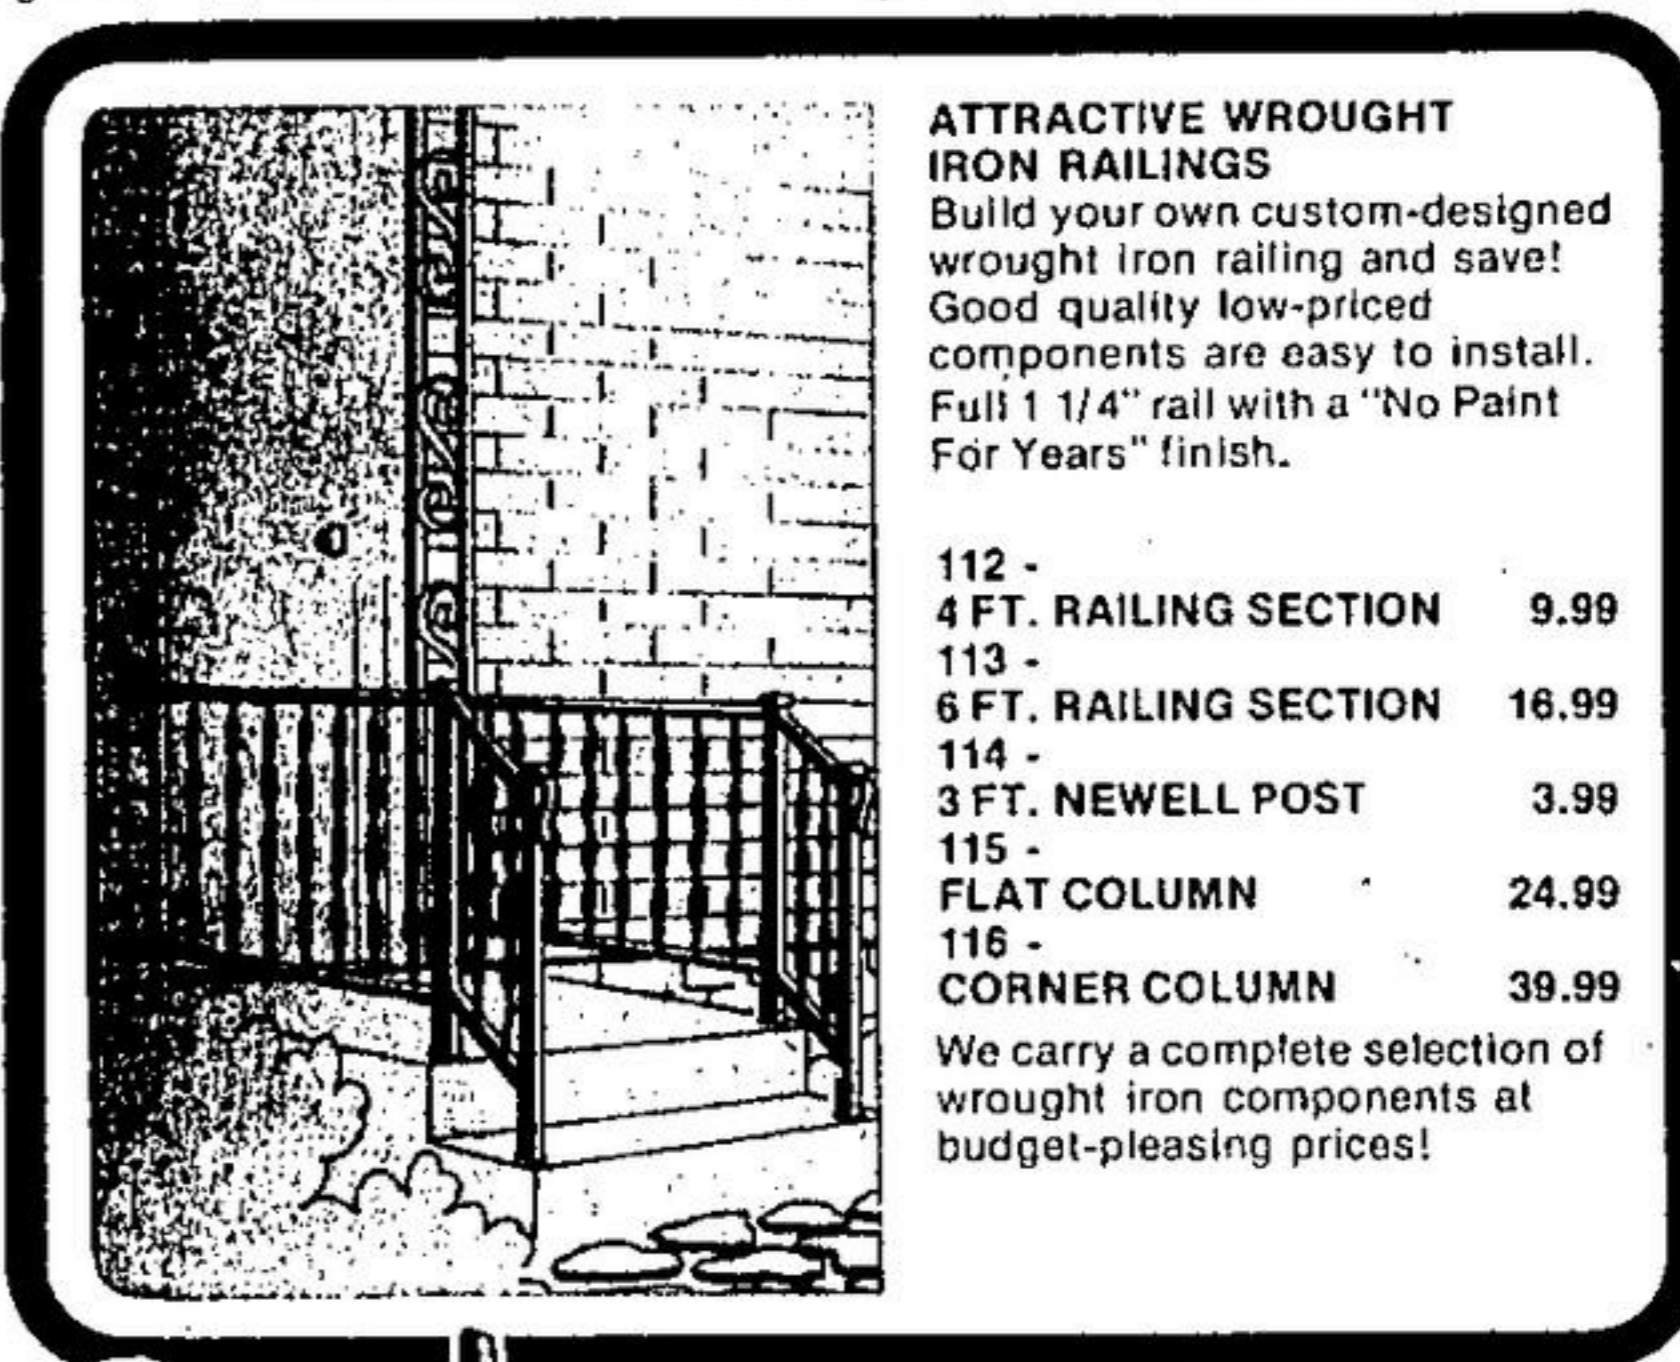 ATTRACTIVE WROUGHT
IRON RAILINGS
Build your own custom-designed
wrought iron railing and save!
Good quality low-priced
components are easy to install.
Full 1 1/4" rail with a "No Paint
For Years" finish.
112 -
4 FT. RAILING SECTION 9.99
113 -
6 FT. RAILING SECTION 16.99
114 -
3 FT. NEWELL POST 3.99
115 -
FLAT COLUMN 24.99
116 -
CORNER COLUMN 39.99
We carry a complete selection of
wrought iron components at
budget-pleasing prices!